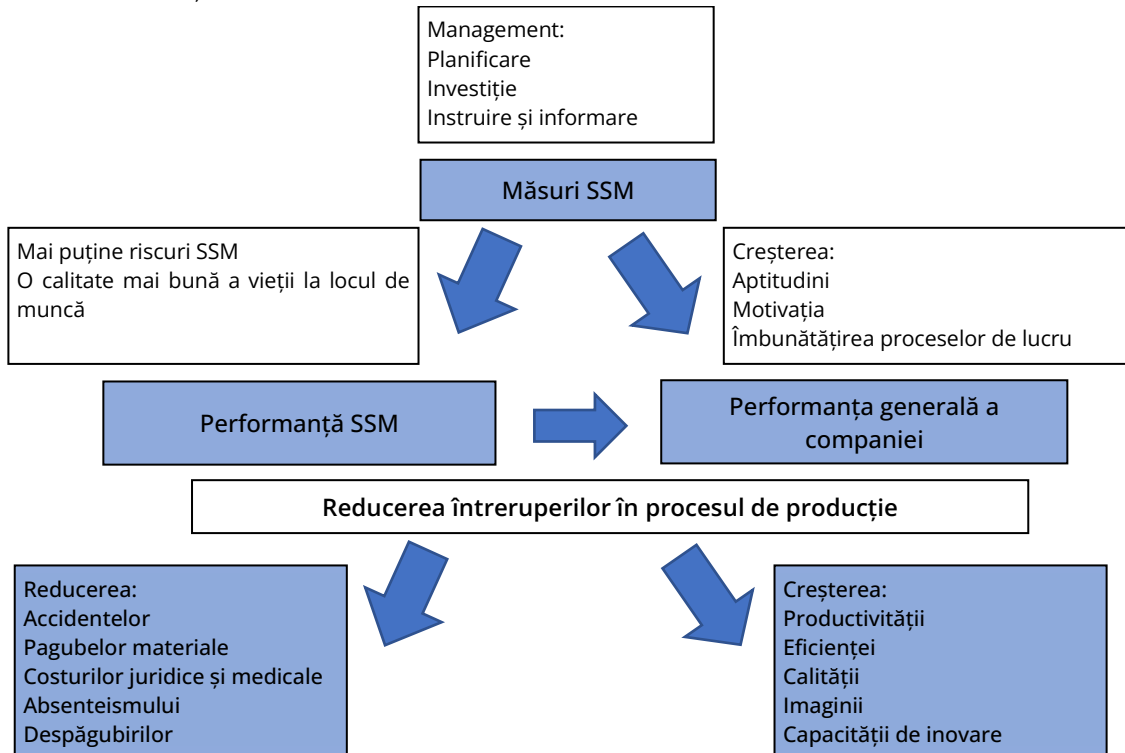 Management:
Planificare
Investiție
Instruire și informare
Măsuri SSM
Mai puține riscuri SSM
O calitate mai bună a vieții la locul de
muncă
Creșterea:
Aptitudini
Motivația
Îmbunătățirea proceselor de lucru
Performanță SSM
Performanța generală a
companiei
Reducerea întreruperilor în procesul de producție
Reducerea:
Accidentelor
Pagubelor materiale
Costurilor juridice și medicale
Absenteismului
Despăgubirilor
Creșterea:
Productivității
Eficienței
Calității
Imaginii
Capacității de inovare